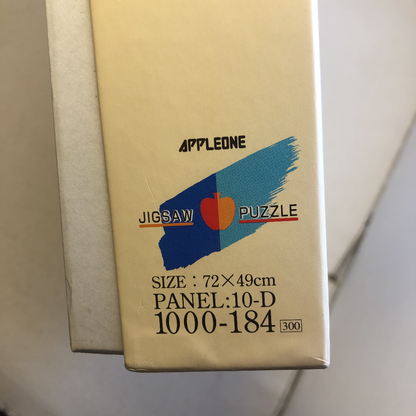 APPLEONE
JIGSAW PUZZLE
SIZE : 72×49cm
PANEL:10-D
1000-184 300